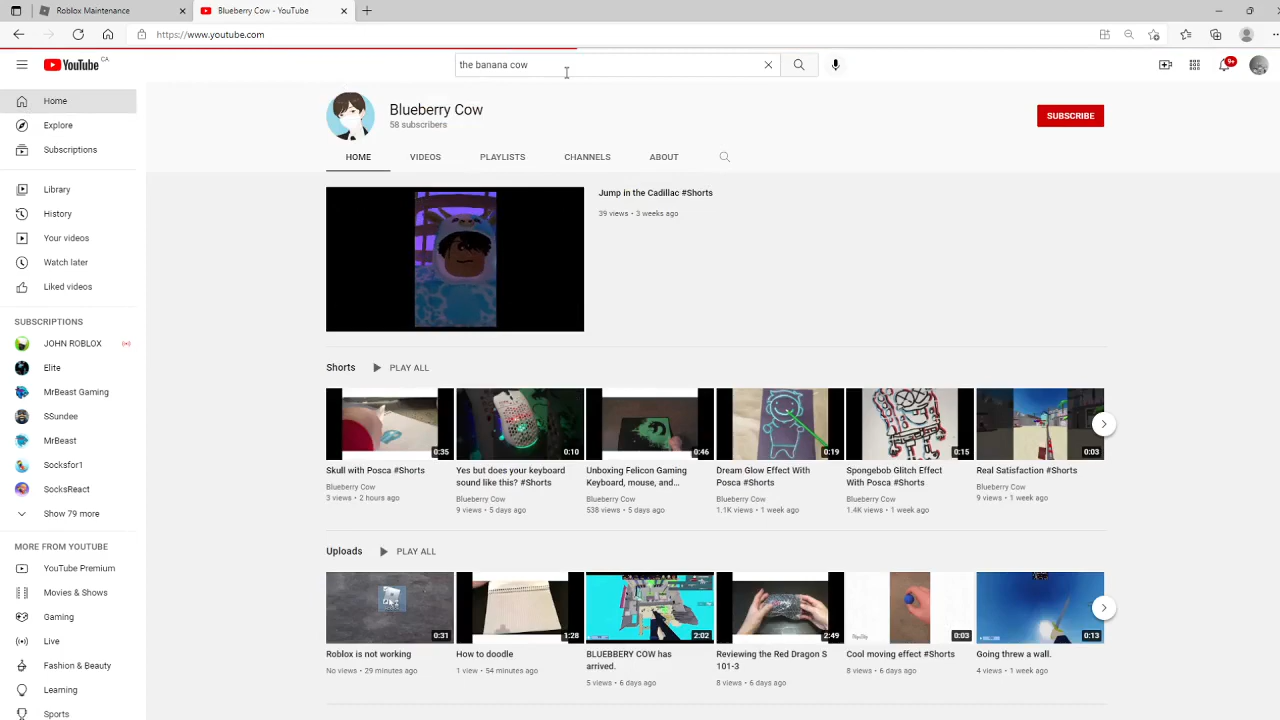 Roblox Maintenance
Blueberry Cow - YouTube
https://www.youtube.com
YouTube CA
the banana cow
9+
Home
Explore
Subscriptions
Library
History
Your videos
Watch later
Liked videos
SUBSCRIPTIONS
JOHN ROBLOX
Elite
MrBeast Gaming
SSundee
MrBeast
Socksfor1
SocksReact
Show 79 more
MORE FROM YOUTUBE
YouTube Premium
Movies & Shows
Gaming
Live
Fashion & Beauty
Learning
Sports
Blueberry Cow
58 subscribers
SUBSCRIBE
HOME VIDEOS PLAYLISTS CHANNELS ABOUT
Jump in the Cadillac #Shorts
39 views • 3 weeks ago
Shorts PLAY ALL
0:35
Skull with Posca #Shorts
Blueberry Cow
3 views • 2 hours ago
0:10
Yes but does your keyboard
sound like this? #Shorts
Blueberry Cow
9 views • 5 days ago
0:46
Unboxing Felicon Gaming
Keyboard, mouse, and...
Blueberry Cow
538 views • 5 days ago
0:19
Dream Glow Effect With
Posca #Shorts
Blueberry Cow
1.1K views • 1 week ago
0:15
Spongebob Glitch Effect
With Posca #Shorts
Blueberry Cow
1.4K views • 1 week ago
0:03
Real Satisfaction #Shorts
Blueberry Cow
9 views • 1 week ago
Uploads PLAY ALL
0:31
Roblox is not working
No views • 29 minutes ago
1:28
How to doodle
1 view • 54 minutes ago
2:02
BLUEBBERY COW has
arrived.
5 views • 6 days ago
2:49
Reviewing the Red Dragon S
101-3
8 views • 6 days ago
0:03
Cool moving effect #Shorts
8 views • 6 days ago
0:13
Going threw a wall.
4 views • 1 week ago